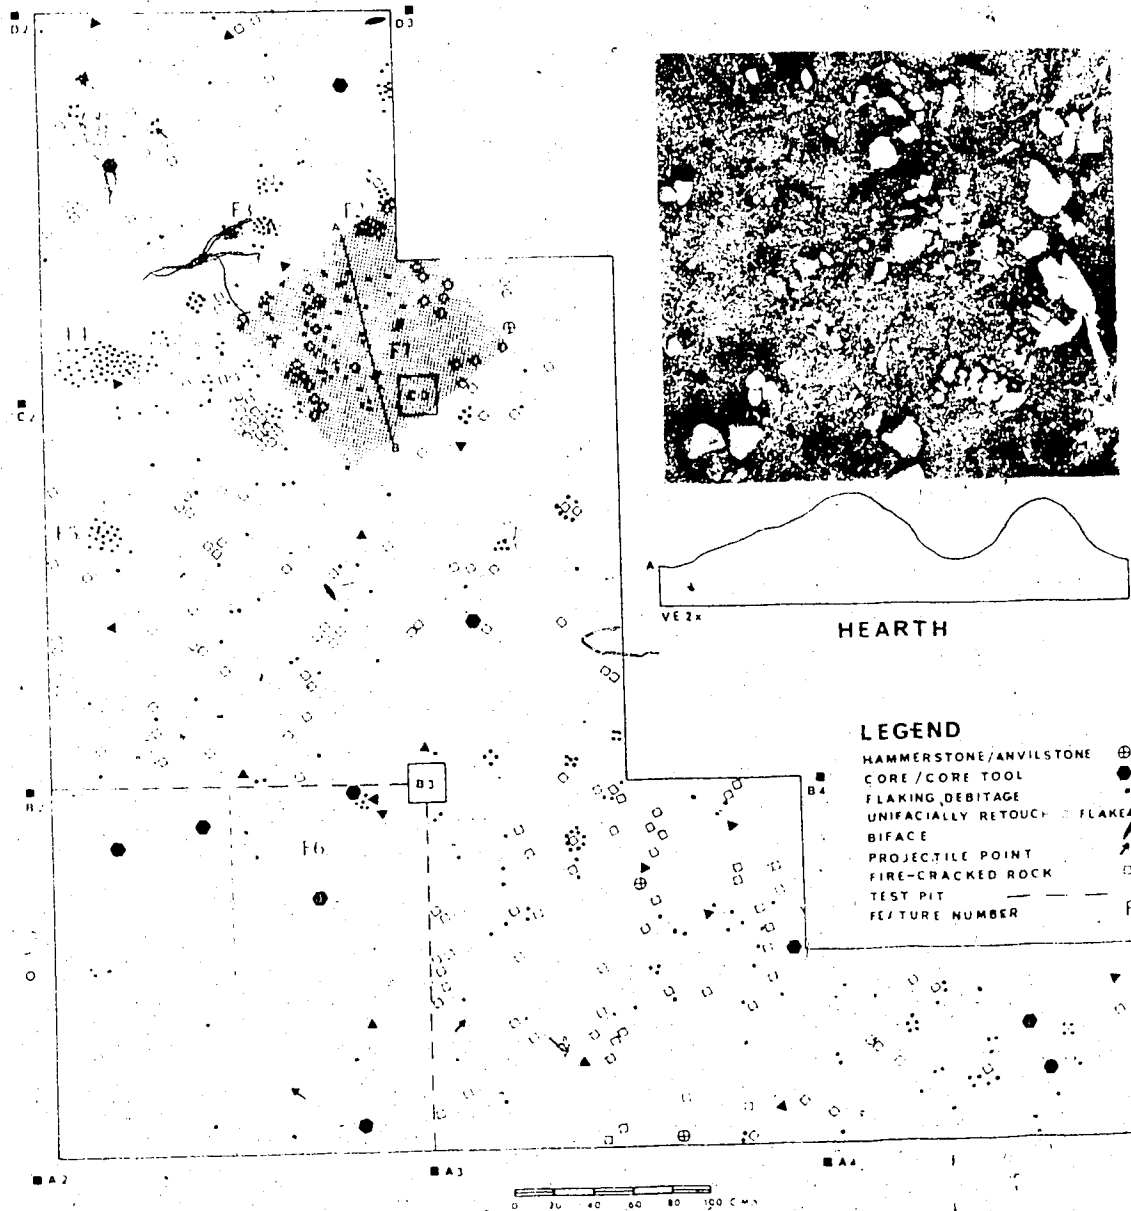 D2
D3
F3
F2
A
F1
C2
B
F5
A
VE 2x
HEARTH
LEGEND
HAMMERSTONE/ANVILSTONE
CORE/CORE TOOL
FLAKING DEBITAGE
UNIFACIALLY RETOUCH FLAKE
BIFACE
PROJECTILE POINT
FIRE-CRACKED ROCK
TEST PIT
FEATURE NUMBER F
B2
B3
B4
F6
A2
A3
A4
0 20 40 60 80 100 CM